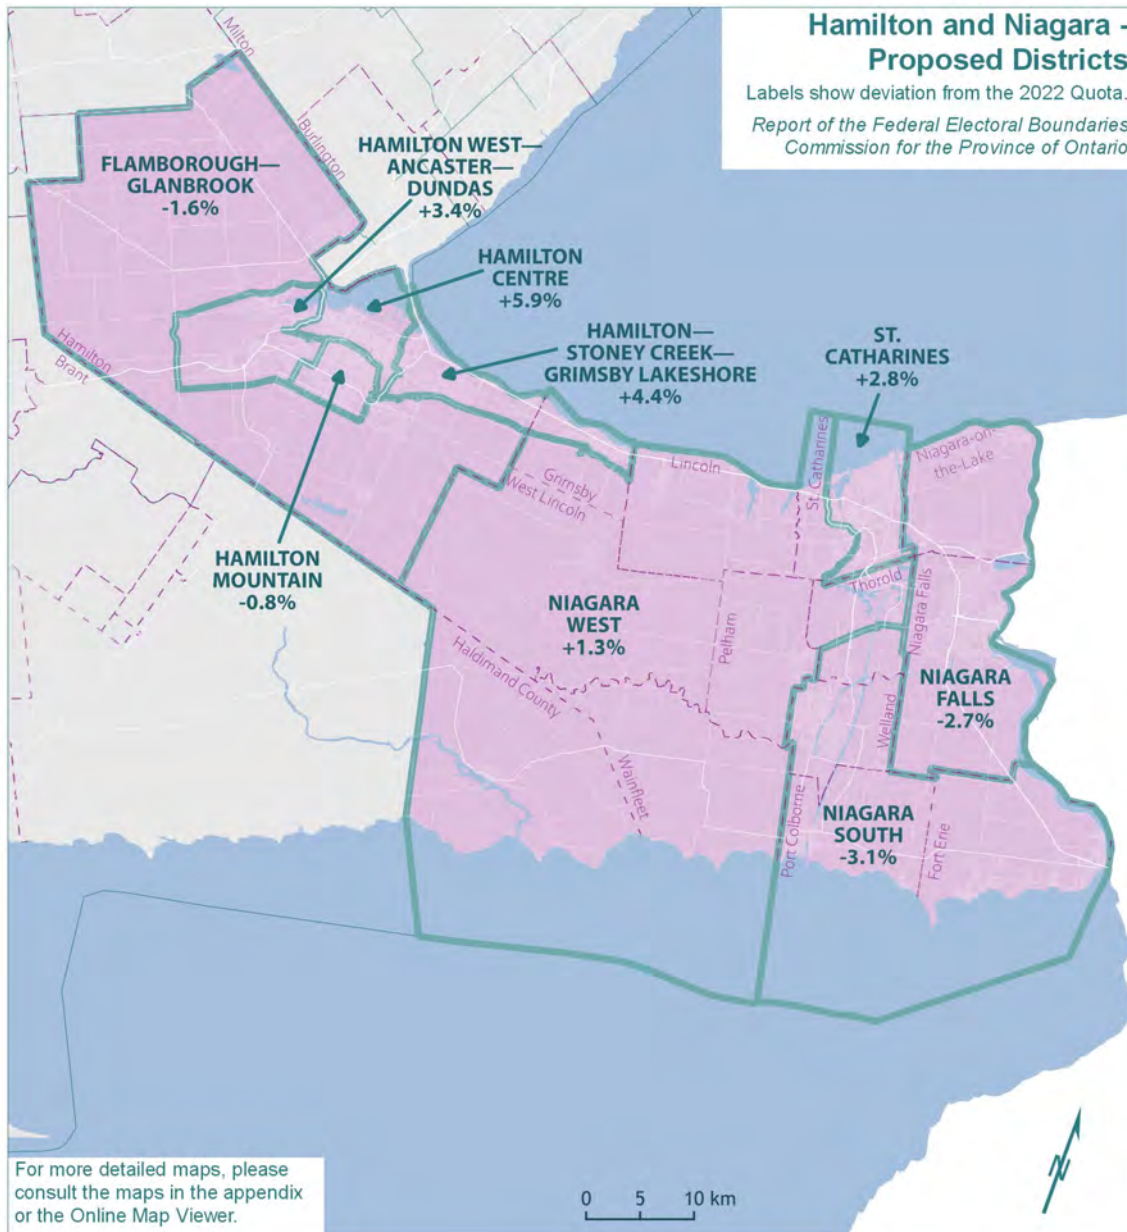 Hamilton and Niagara -
Proposed Districts
Labels show deviation from the 2022 Quota.
Report of the Federal Electoral Boundaries
Commission for the Province of Ontario
Milton
Burlington
FLAMBOROUGH—
GLANBROOK
-1.6%
HAMILTON WEST—
ANCASTER—
DUNDAS
+3.4%
HAMILTON
CENTRE
+5.9%
HAMILTON—
STONEY CREEK—
GRIMSBY LAKESHORE
+4.4%
ST.
CATHARINES
+2.8%
Hamilton
Brant
Lincoln
St. Catharines
Niagara-on-
the-Lake
Grimsby
West Lincoln
HAMILTON
MOUNTAIN
-0.8%
Thorold
NIAGARA
WEST
+1.3%
Pelham
Niagara Falls
Haldimand County
NIAGARA
FALLS
-2.7%
Welland
Wainfleet
Port Colborne
NIAGARA
SOUTH
-3.1%
Fort Erie
For more detailed maps, please
consult the maps in the appendix
or the Online Map Viewer.
0 5 10 km
N